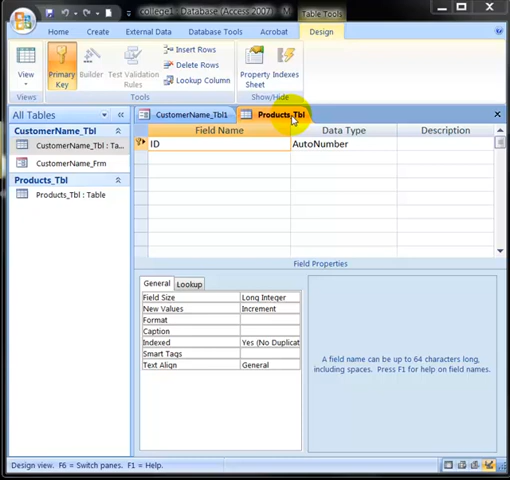 college1 - Database (Access 2007)
M
Table Tools
Home
Create
External Data
Database Tools
Acrobat
Design
View
Primary
Key
Builder
Test Validation
Rules
Insert Rows
Delete Rows
Lookup Column
Property
Sheet
Indexes
Views
Tools
Show/Hide
All Tables
CustomerName_Tbl1
Products_Tbl
CustomerName_Tbl
CustomerName_Tbl : Ta...
CustomerName_Frm
Products_Tbl
Products_Tbl : Table
Field Name
Data Type
Description
ID
AutoNumber
Field Properties
General
Lookup
Field Size
Long Integer
New Values
Increment
Format
Caption
Indexed
Yes (No Duplicat
Smart Tags
Text Align
General
A field name can be up to 64 characters long,
including spaces. Press F1 for help on field names.
Design view. F6 = Switch panes. F1 = Help.